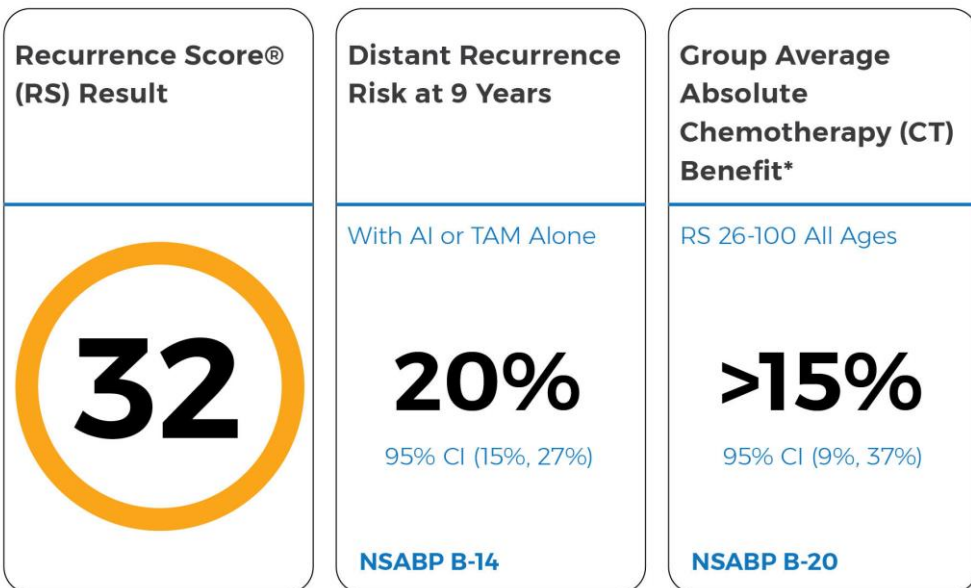 Recurrence Score®
(RS) Result
32
Distant Recurrence
Risk at 9 Years
With AI or TAM Alone
20%
95% CI (15%, 27%)
NSABP B-14
Group Average
Absolute
Chemotherapy (CT)
Benefit*
RS 26-100 All Ages
>15%
95% CI (9%, 37%)
NSABP B-20